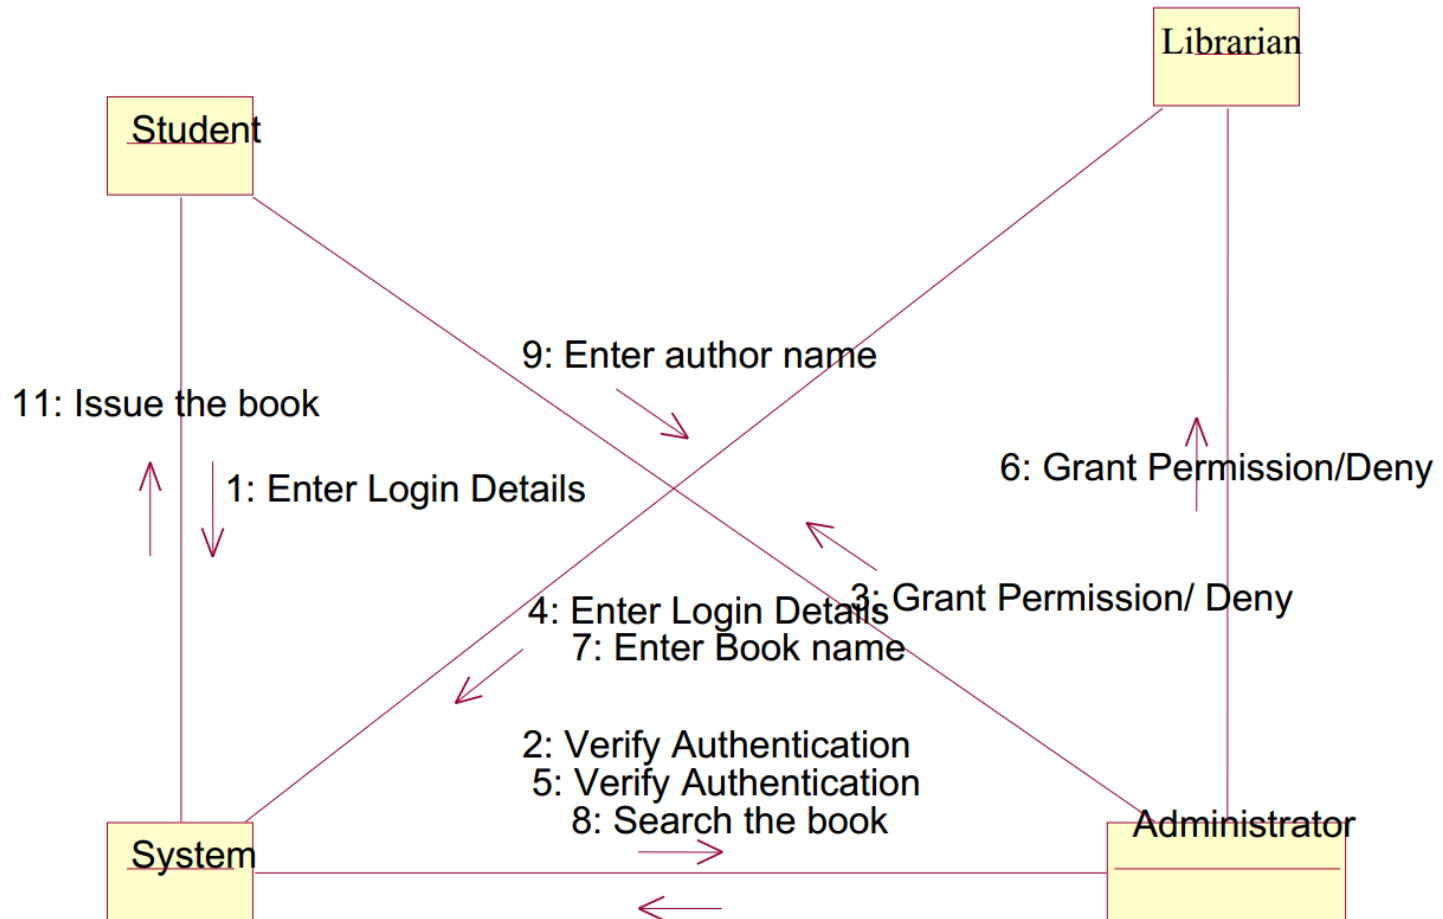 Librarian
Student
9: Enter author name
11: Issue the book
6: Grant Permission/Deny
1: Enter Login Details
3: Grant Permission/ Deny
4: Enter Login Details
7: Enter Book name
2: Verify Authentication
5: Verify Authentication
8: Search the book
Administrator
System